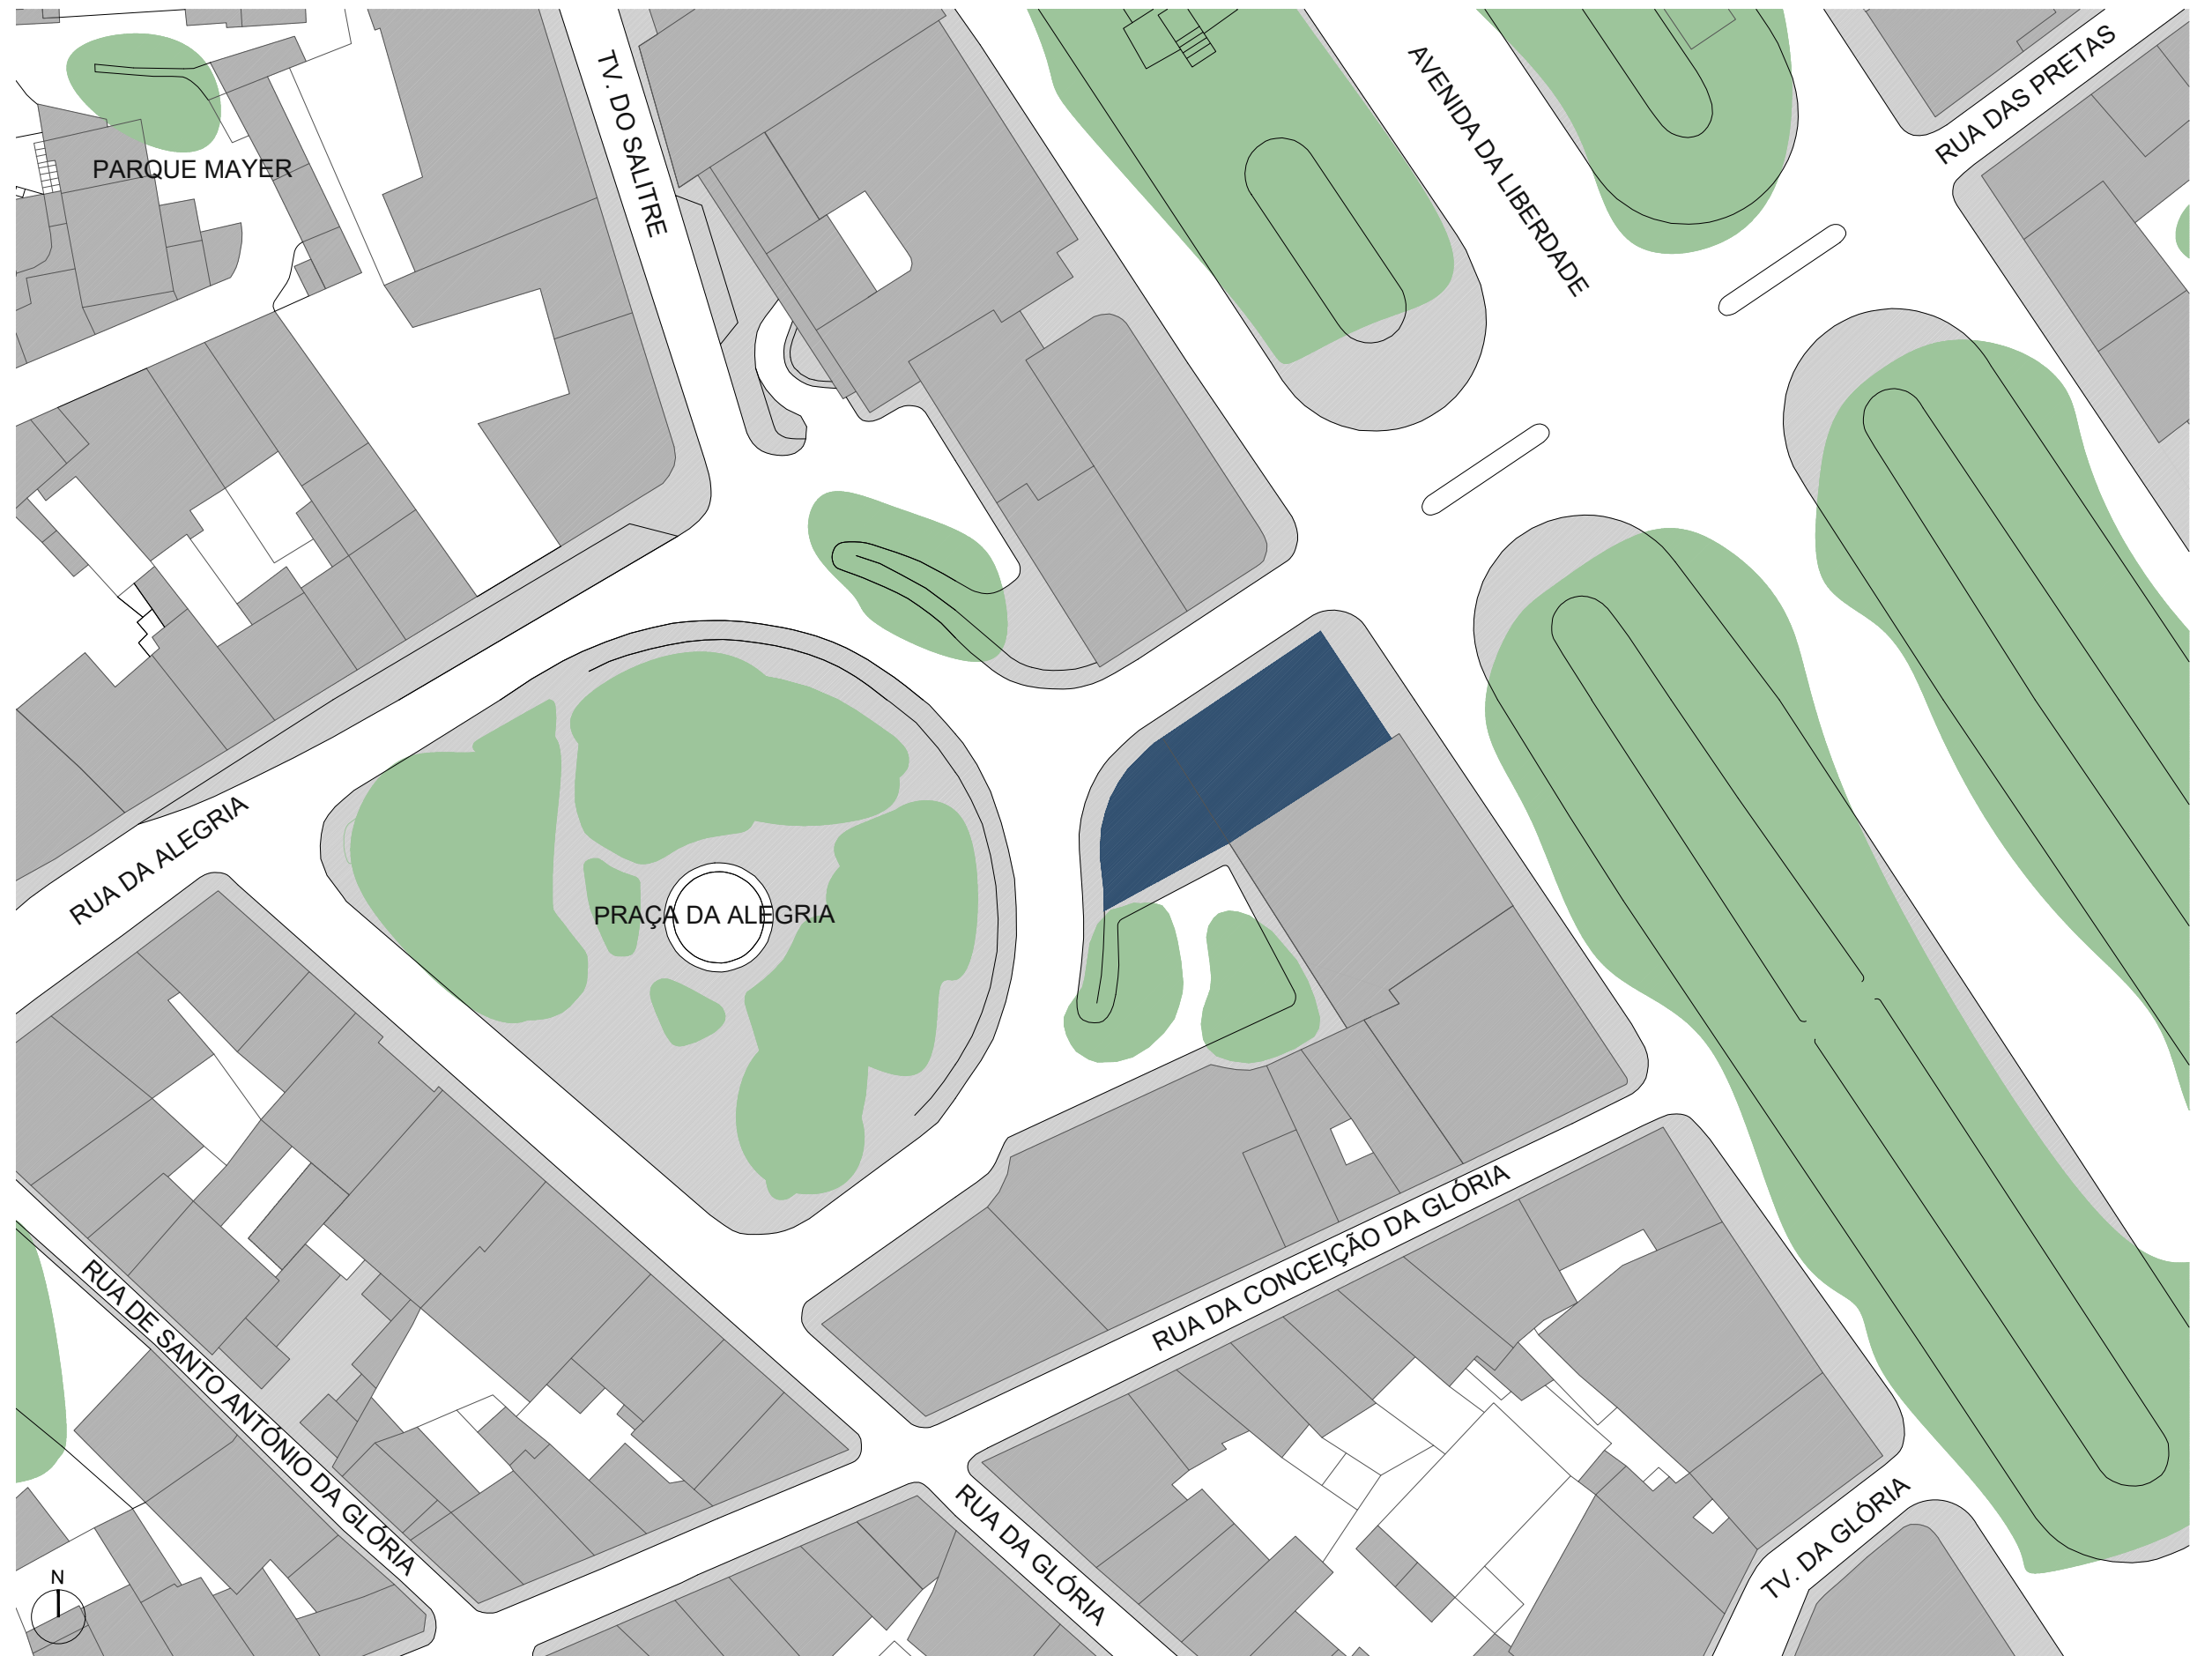 TV. DO SALITRE
AVENIDA DA LIBERDADE
RUA DAS PRETAS
PARQUE MAYER
RUA DA ALEGRIA
PRAÇA DA ALEGRIA
RUA DA CONCEIÇÃO DA GLÓRIA
RUA DE SANTO ANTÓNIO DA GLÓRIA
RUA DA GLÓRIA
TV. DA GLÓRIA
N